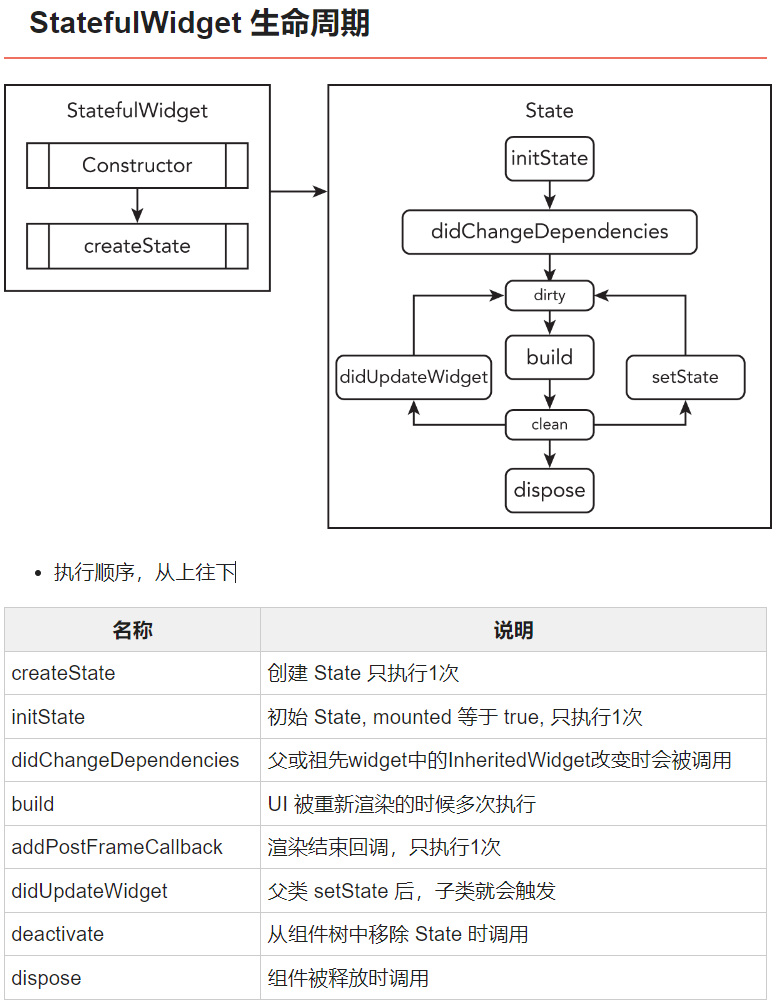 StatefulWidget 生命周期
StatefulWidget
Constructor
createState
State
initState
didChangeDependencies
dirty
build
didUpdateWidget
setState
clean
dispose
执行顺序，从上往下
名称 说明
createState 创建 State 只执行1次
initState 初始 State, mounted 等于 true, 只执行1次
didChangeDependencies 父或祖先widget中的InheritedWidget改变时会被调用
build UI 被重新渲染的时候多次执行
addPostFrameCallback 渲染结束回调，只执行1次
didUpdateWidget 父类 setState 后，子类就会触发
deactivate 从组件树中移除 State 时调用
dispose 组件被释放时调用